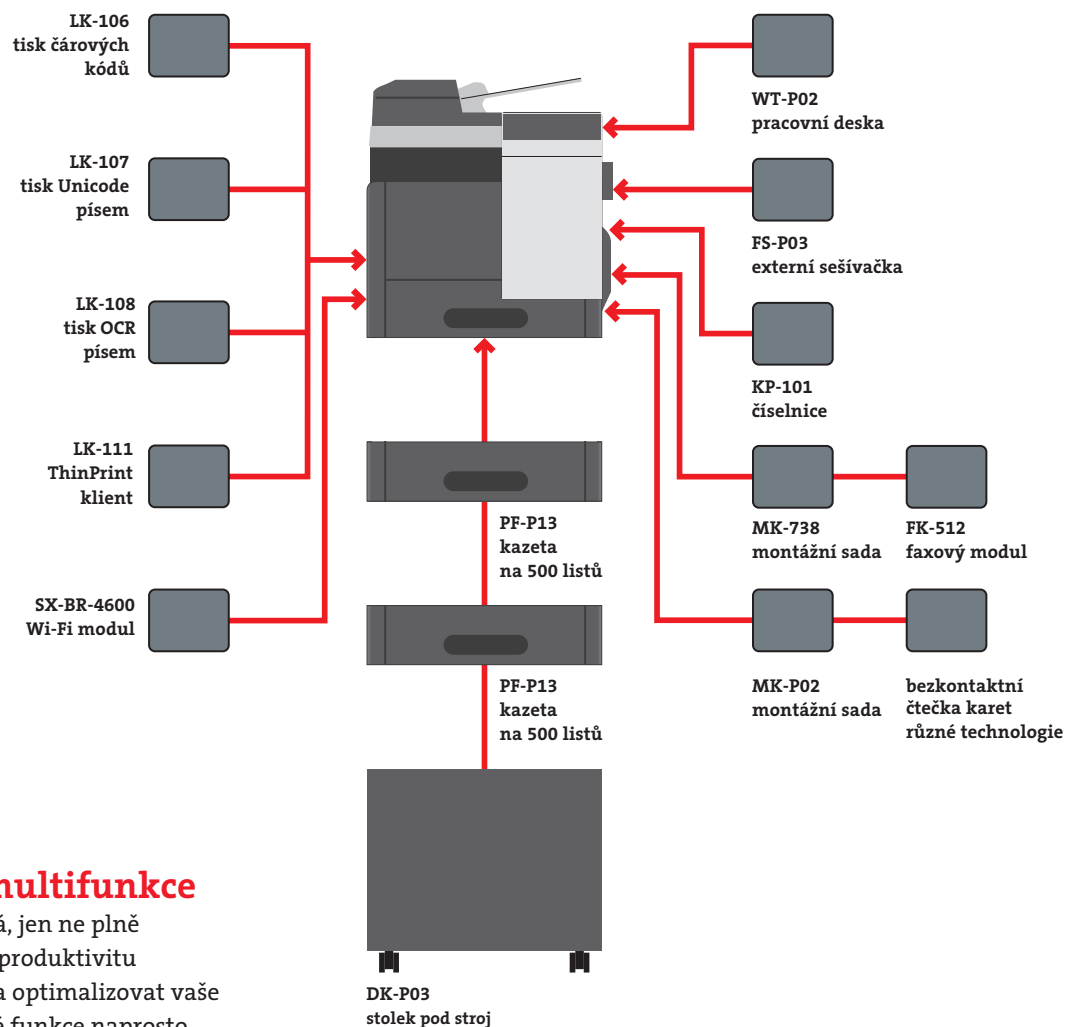 LK-106
tisk čárových
kódů
LK-107
tisk Unicode
písem
LK-108
tisk OCR
písem
LK-111
ThinPrint
klient
SX-BR-4600
Wi-Fi modul
WT-P02
pracovní deska
FS-P03
externí sešívačka
KP-101
číselnice
MK-738
montážní sada
FK-512
faxový modul
MK-P02
montážní sada
bezkontaktní
čtečka karet
různé technologie
PF-P13
kazeta
na 500 listů
PF-P13
kazeta
na 500 listů
DK-P03
stolek pod stroj
multifunkce
á, jen ne plně
produktivitu
a optimalizovat vaše
é funkce naprosto